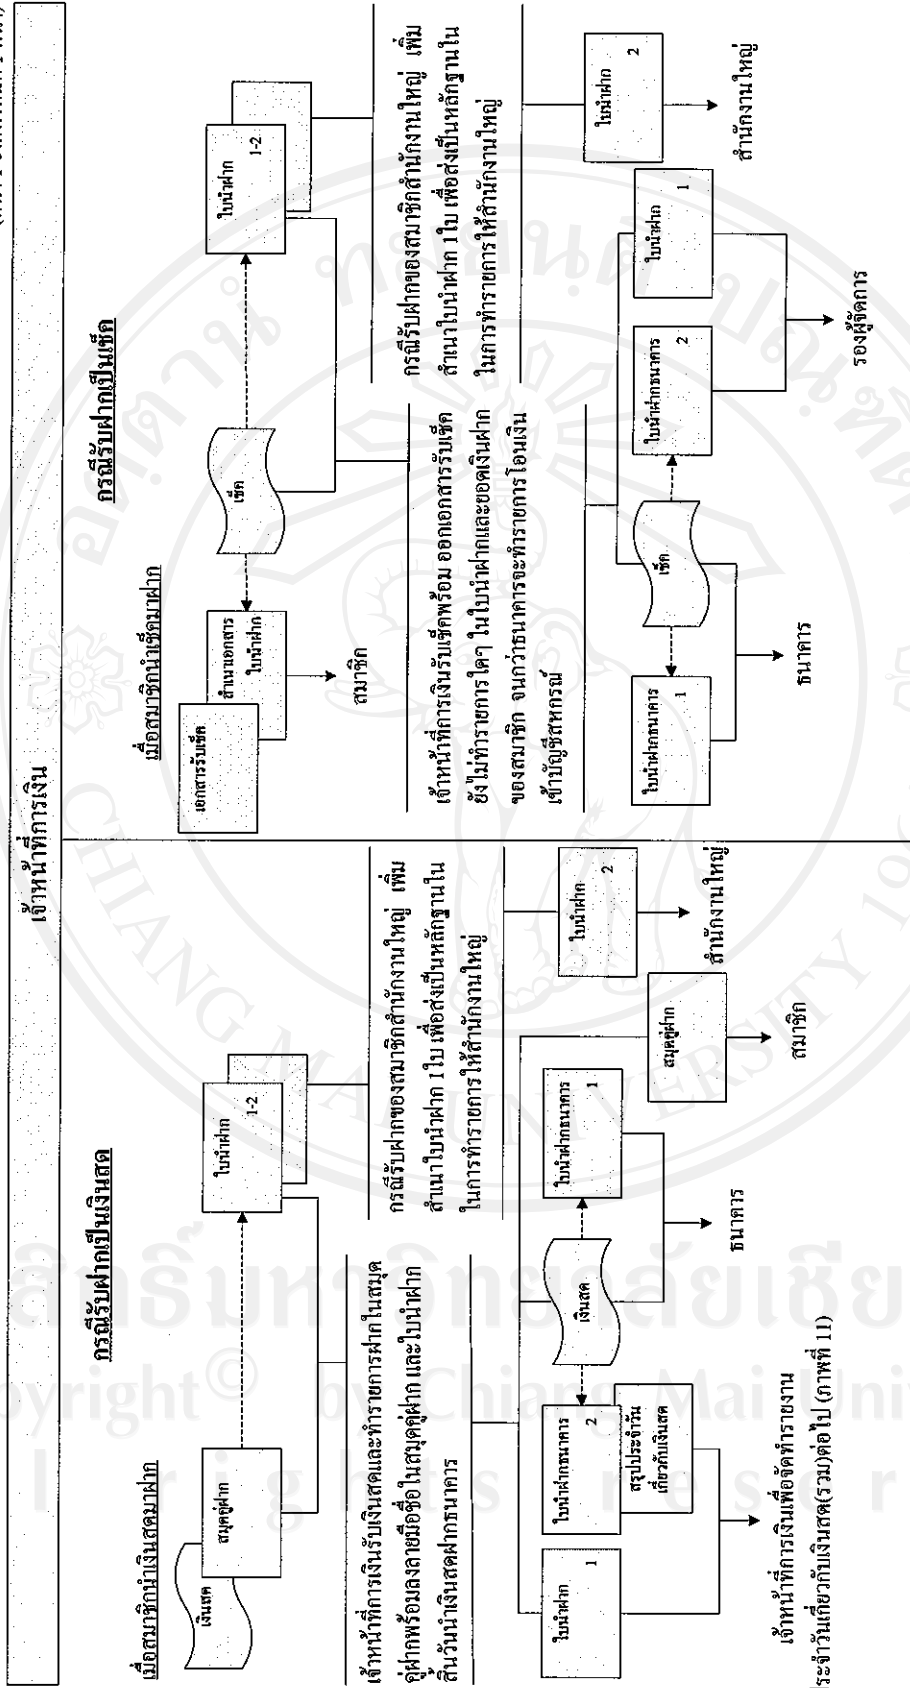 เจ้าหน้าที่การเงิน
กรณีรับฝากเป็นเงินสด
เมื่อสมาชิกนำเงินสดมาฝาก
เงินสด
สมุดคู่ฝาก
ใบนำฝาก
1-2
เจ้าหน้าที่การเงินรับเงินสดและทำรายการฝากในสมุด
คู่ฝากพร้อมลงลายมือชื่อในสมุดคู่ฝาก และใบนำฝาก
สิ้นวันนำเงินสดฝากธนาคาร
กรณีรับฝากของสมาชิกสำนักงานใหญ่ เพิ่ม
สำเนาใบนำฝาก 1 ใบ เพื่อส่งเป็นหลักฐานใน
ในการทำรายการให้สำนักงานใหญ่
ใบนำฝาก
1
ใบนำฝากธนาคาร
2
สรุปประจำวัน
เกี่ยวกับเงินสด
เงินสด
ใบนำฝากธนาคาร
1
สมุดคู่ฝาก
ใบนำฝาก
2
เจ้าหน้าที่การเงินเพื่อจัดทำรายงาน
ประจำวันเกี่ยวกับเงินสด(รวม)ต่อไป (ภาพที่ 11)
ธนาคาร
สมาชิก
สำนักงานใหญ่
กรณีรับฝากเป็นเช็ค
เมื่อสมาชิกนำเช็คมาฝาก
เอกสารรับเช็ค
สำเนาเอกสาร
ใบนำฝาก
สมาชิก
เช็ค
ใบนำฝาก
1-2
เจ้าหน้าที่การเงินรับเช็คพร้อม ออกเอกสารรับเช็ค
ยังไม่ทำรายการใดๆ ในใบนำฝากและยอดเงินฝาก
ของสมาชิก จนกว่าธนาคารจะทำรายการโอนเงิน
เข้าบัญชีสหกรณ์
กรณีรับฝากของสมาชิกสำนักงานใหญ่ เพิ่ม
สำเนาใบนำฝาก 1 ใบ เพื่อส่งเป็นหลักฐานใน
ในการทำรายการให้สำนักงานใหญ่
ใบนำฝากธนาคาร
1
เช็ค
ใบนำฝากธนาคาร
2
ใบนำฝาก
1
ใบนำฝาก
2
ธนาคาร
รองผู้จัดการ
สำนักงานใหญ่
CHIANG MAI UNIVERSITY